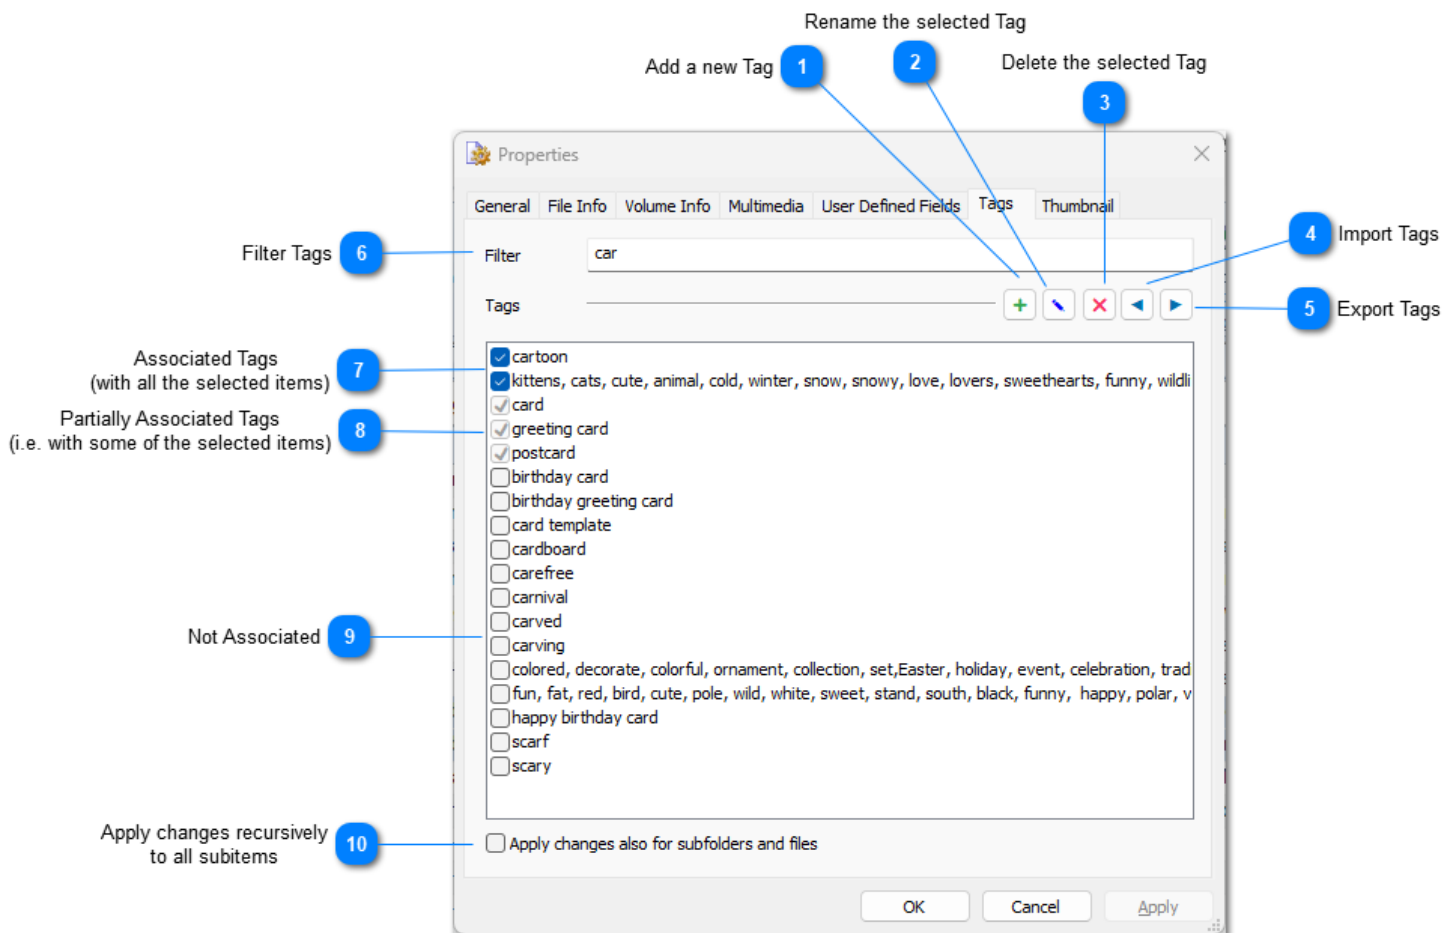 Rename the selected Tag
Add a new Tag 1
2
Delete the selected Tag
3
Properties
General File Info Volume Info Multimedia User Defined Fields Tags Thumbnail
4 Import Tags
Filter Tags 6
Filter car
Tags
5 Export Tags
Associated Tags
(with all the selected items)
7
Partially Associated Tags
(i.e. with some of the selected items)
8
cartoon
kittens, cats, cute, animal, cold, winter, snow, snowy, love, lovers, sweethearts, funny, wildli
card
greeting card
postcard
birthday card
birthday greeting card
card template
cardboard
carefree
carnival
carved
Not Associated 9
carving
colored, decorate, colorful, ornament, collection, set,Easter, holiday, event, celebration, trad
fun, fat, red, bird, cute, pole, wild, white, sweet, stand, south, black, funny, happy, polar, v
happy birthday card
scarf
scary
Apply changes recursively
to all subitems
10
Apply changes also for subfolders and files
OK Cancel Apply